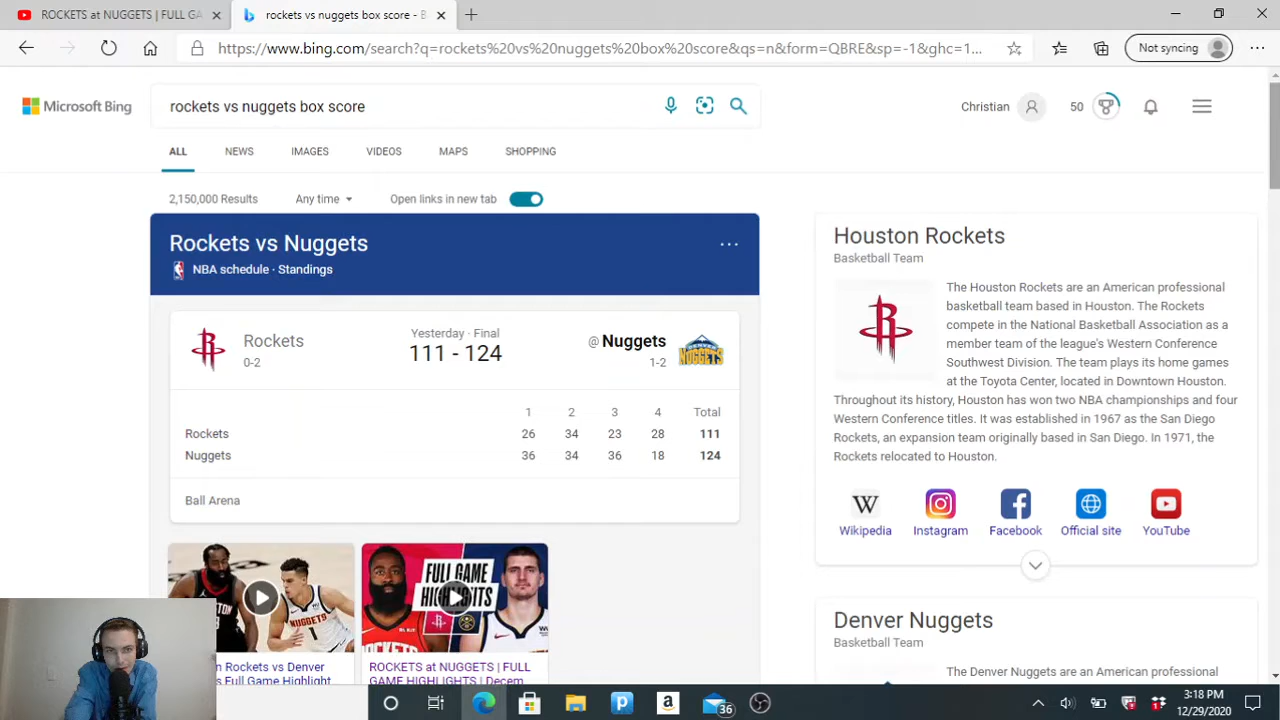 ROCKETS at NUGGETS | FULL GA
rockets vs nuggets box score - B
https://www.bing.com/search?q=rockets%20vs%20nuggets%20box%20score&qs=n&form=QBRE&sp=-1&ghc=1...
Not syncing
Microsoft Bing
rockets vs nuggets box score
Christian
50
ALL NEWS IMAGES VIDEOS MAPS SHOPPING
2,150,000 Results Any time Open links in new tab
Rockets vs Nuggets
NBA schedule · Standings
Rockets
0-2
Yesterday · Final
111 - 124
@ Nuggets
1-2
NUGGETS
1 2 3 4 Total
Rockets 26 34 23 28 111
Nuggets 36 34 36 18 124
Ball Arena
NUGGETS
1
FULL GAME
HIGHLIGHTS
n Rockets vs Denver
s Full Game Highlight
ROCKETS at NUGGETS | FULL
GAME HIGHLIGHTS | Decem
Houston Rockets
Basketball Team
The Houston Rockets are an American professional
basketball team based in Houston. The Rockets
compete in the National Basketball Association as a
member team of the league's Western Conference
Southwest Division. The team plays its home games
at the Toyota Center, located in Downtown Houston.
Throughout its history, Houston has won two NBA championships and four
Western Conference titles. It was established in 1967 as the San Diego
Rockets, an expansion team originally based in San Diego. In 1971, the
Rockets relocated to Houston.
W
Wikipedia Instagram Facebook Official site YouTube
Denver Nuggets
Basketball Team
The Denver Nuggets are an American professional
36
1
3:18 PM
12/29/2020